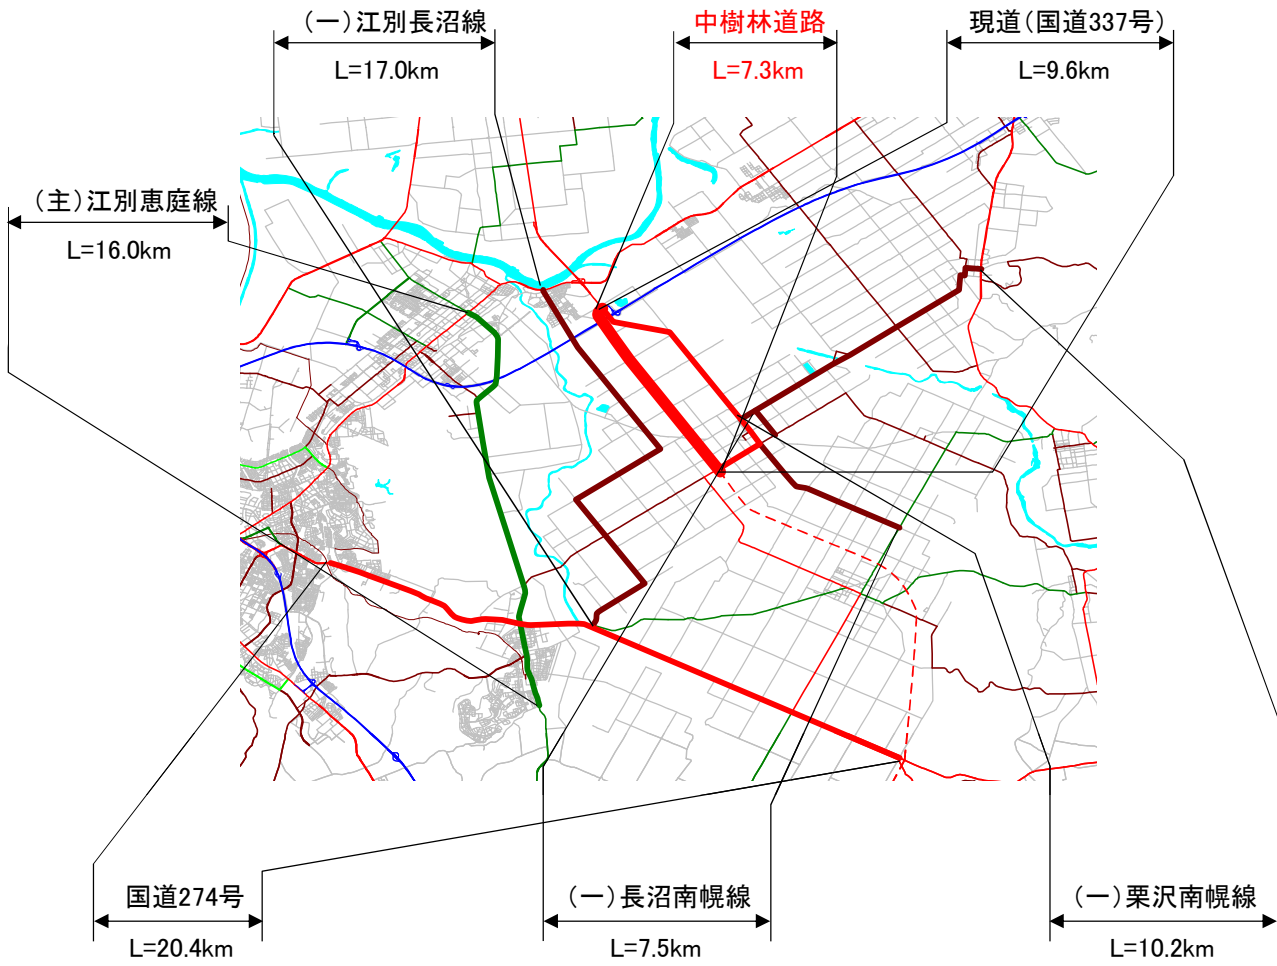 (一)江別長沼線
L=17.0km
中樹林道路
L=7.3km
現道(国道337号)
L=9.6km
(主)江別恵庭線
L=16.0km
国道274号
L=20.4km
(一)長沼南幌線
L=7.5km
(一)栗沢南幌線
L=10.2km